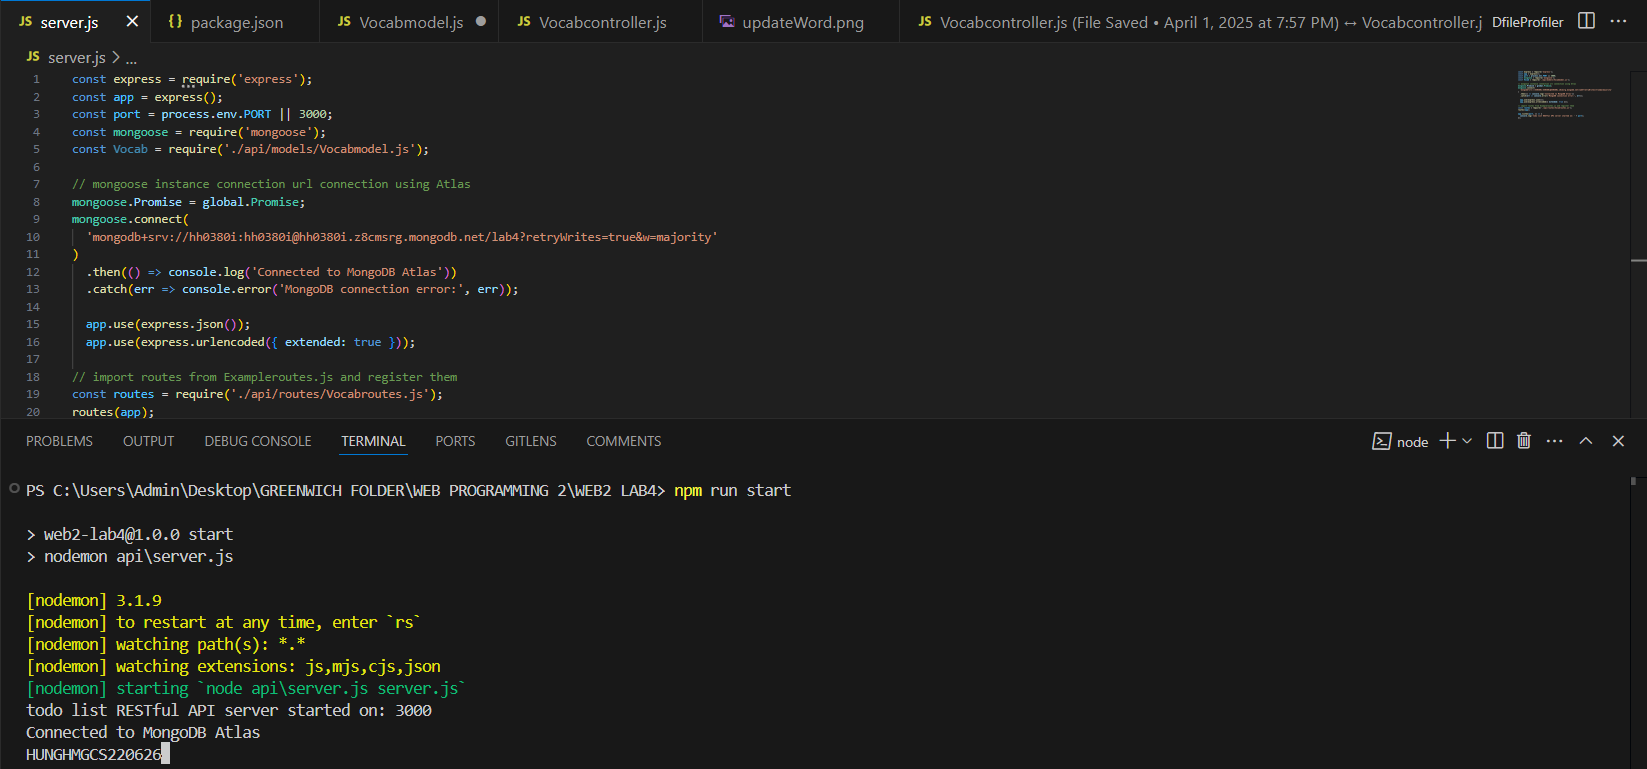 JS server.js × {} package.json JS Vocabmodel.js ● JS Vocabcontroller.js updateWord.png JS Vocabcontroller.js (File Saved • April 1, 2025 at 7:57 PM) ↔ Vocabcontroller.j DfileProfiler ···
JS server.js > ...
1 const express = require('express');
2 const app = express();
3 const port = process.env.PORT || 3000;
4 const mongoose = require('mongoose');
5 const Vocab = require('./api/models/Vocabmodel.js');
6
7 // mongoose instance connection url connection using Atlas
8 mongoose.Promise = global.Promise;
9 mongoose.connect(
10 'mongodb+srv://hh0380i:hh0380i@hh0380i.z8cmsrg.mongodb.net/lab4?retryWrites=true&w=majority'
11 )
12 .then(() => console.log('Connected to MongoDB Atlas'))
13 .catch(err => console.error('MongoDB connection error:', err));
14
15 app.use(express.json());
16 app.use(express.urlencoded({ extended: true }));
17
18 // import routes from Exampleroutes.js and register them
19 const routes = require('./api/routes/Vocabroutes.js');
20 routes(app);
PROBLEMS OUTPUT DEBUG CONSOLE TERMINAL PORTS GITLENS COMMENTS node
PS C:\Users\Admin\Desktop\GREENWICH FOLDER\WEB PROGRAMMING 2\WEB2 LAB4> npm run start
> web2-lab4@1.0.0 start
> nodemon api\server.js
[nodemon] 3.1.9
[nodemon] to restart at any time, enter `rs`
[nodemon] watching path(s): *.*
[nodemon] watching extensions: js,mjs,cjs,json
[nodemon] starting `node api\server.js server.js`
todo list RESTful API server started on: 3000
Connected to MongoDB Atlas
HUNGHMGCS220626